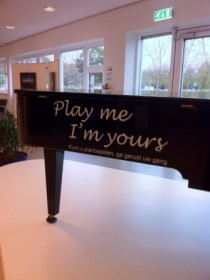 Play me
I'm yours
Kunt u pianospelen, ga gerust uw gang